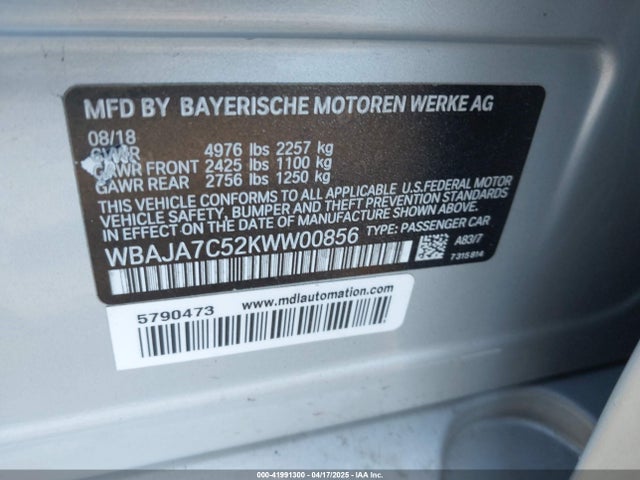 MFD BY BAYERISCHE MOTOREN WERKE AG
08/18
GVWR 4976 lbs 2257 kg
GAWR FRONT 2425 lbs 1100 kg
GAWR REAR 2756 lbs 1250 kg
THIS VEHICLE CONFORMS TO ALL APPLICABLE U.S.FEDERAL MOTOR
VEHICLE SAFETY, BUMPER AND THEFT PREVENTION STANDARDS
IN EFFECT ON THE DATE OF MANUFACTURE SHOWN ABOVE.
WBAJA7C52KWW00856 TYPE: PASSENGER CAR
A83/7
7315814
5790473 www.mdlautomation.com
000-41991300 04/17/2025 IAAI.COM